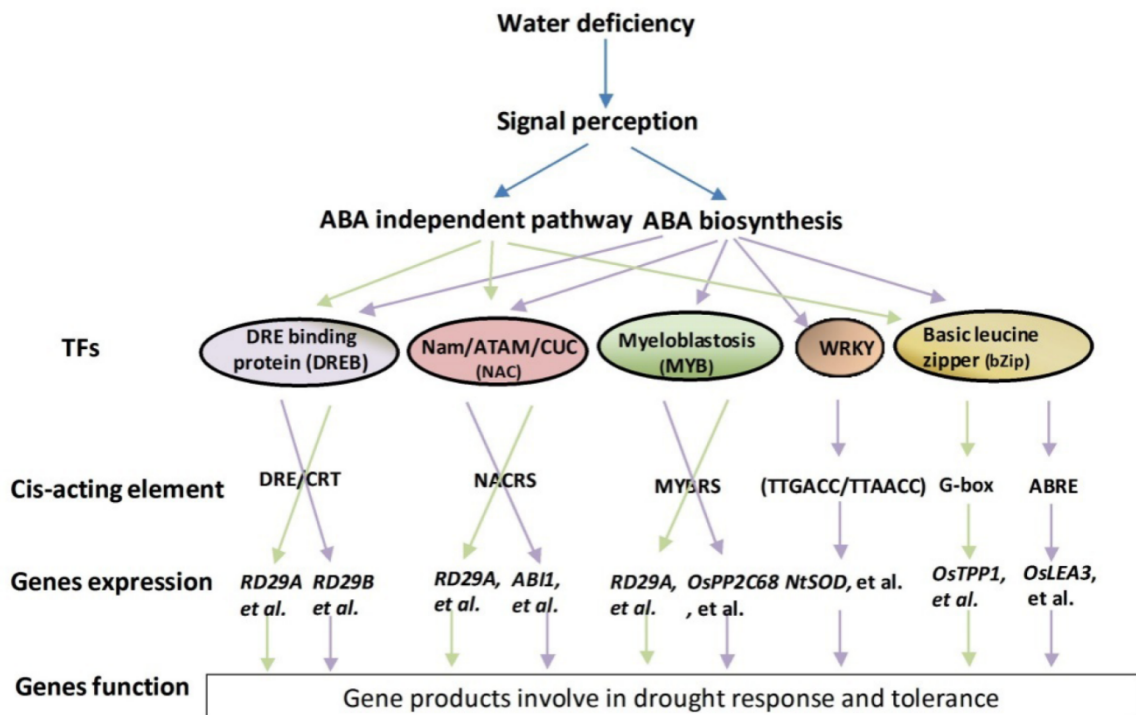 Water deficiency
Signal perception
ABA independent pathway ABA biosynthesis
TFs
DRE binding
protein (DREB)
Nam/ATAM/CUC
(NAC)
Myeloblastosis
(MYB)
WRKY
Basic leucine
zipper (bZip)
Cis-acting element
DRE/CRT
NACRS
MYBRS
(TTGACC/TTAACC)
G-box
ABRE
Genes expression
RD29A
et al.
RD29B
et al.
RD29A,
et al.
ABI1,
et al.
RD29A,
et al.
OsPP2C68
, et al.
NtSOD, et al.
OsTPP1,
et al.
OsLEA3,
et al.
Genes function
Gene products involve in drought response and tolerance